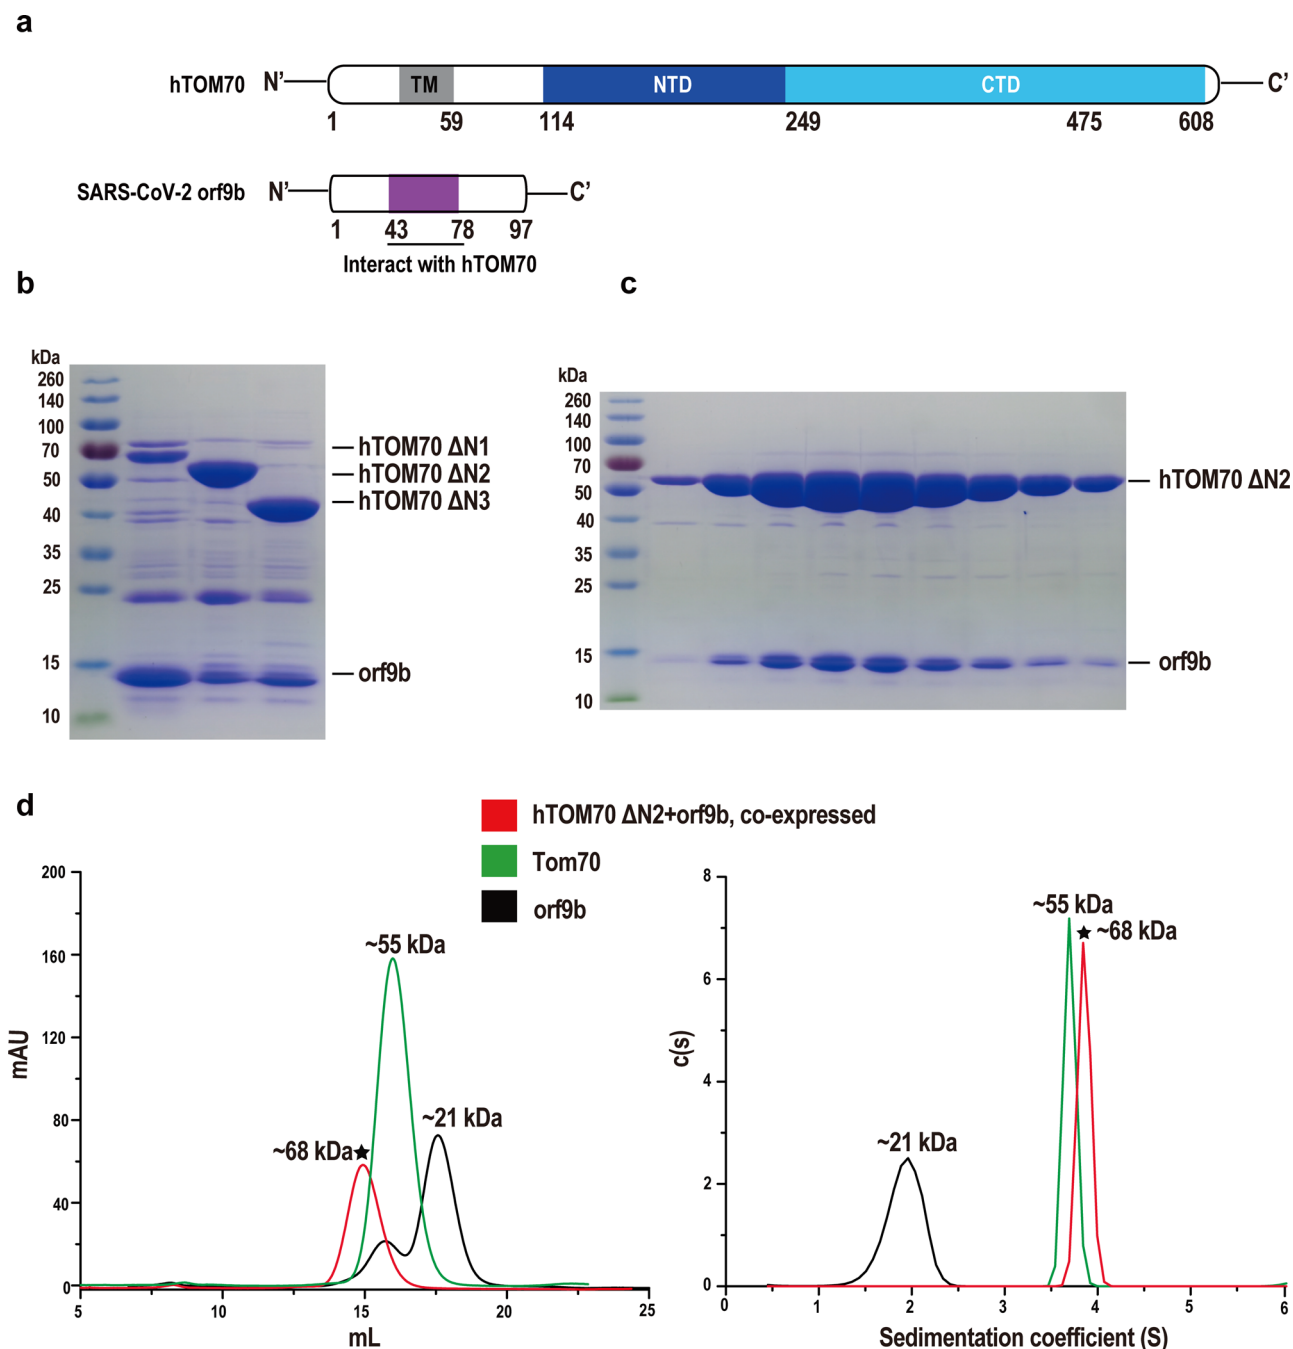 a
hTOM70 N' TM NTD CTD C'
1 59 114 249 475 608
SARS-CoV-2 orf9b N' C'
1 43 78 97
Interact with hTOM70
b
kDa
260
140
100
70
50
40
35
25
15
10
hTOM70 ΔN1
hTOM70 ΔN2
hTOM70 ΔN3
orf9b
c
kDa
260
140
100
70
50
40
35
25
15
10
hTOM70 ΔN2
orf9b
d
hTOM70 ΔN2+orf9b, co-expressed
Tom70
orf9b
mAU
200
160
120
80
40
0
~55 kDa
~21 kDa
~68 kDa★
5 10 15 20 25
mL
c(s)
8
6
4
2
0
~55 kDa
★ ~68 kDa
~21 kDa
0 1 2 3 4 5 6
Sedimentation coefficient (S)